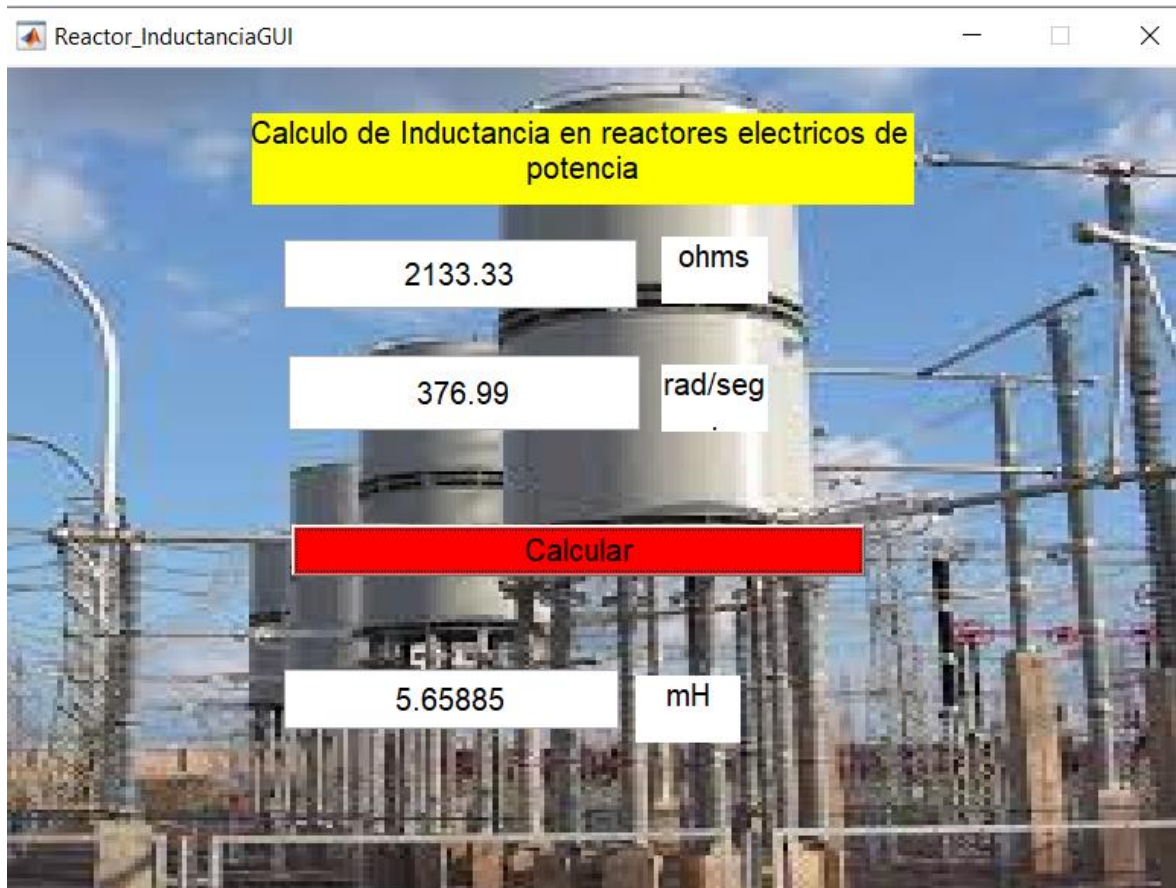 Reactor_InductanciaGUI
Calculo de Inductancia en reactores electricos de
potencia
2133.33
ohms
376.99
rad/seg
.
Calcular
5.65885
mH